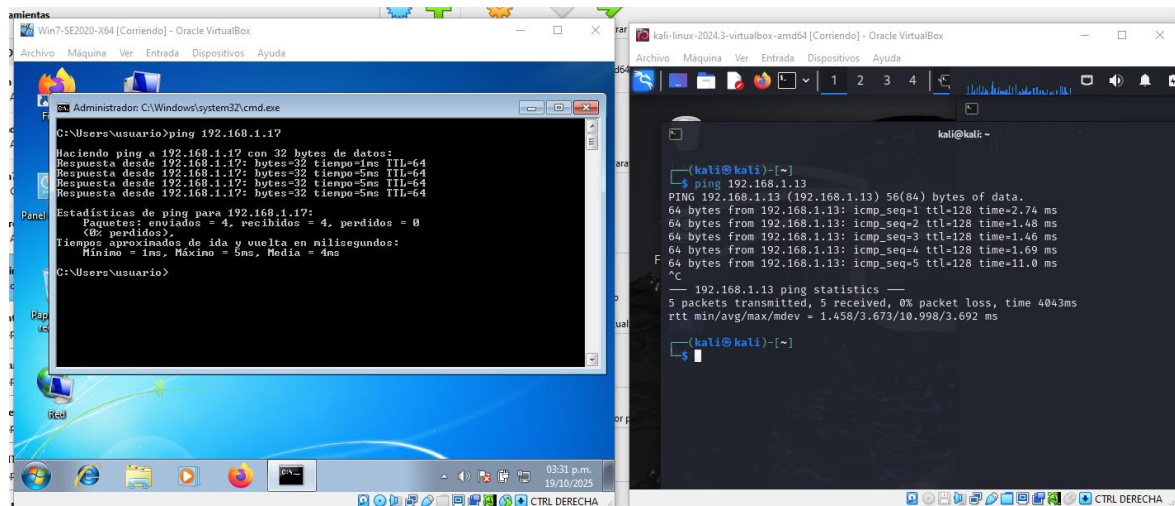 amientas
Win7-SE2020-X64 [Corriendo] - Oracle VirtualBox
Archivo Máquina Ver Entrada Dispositivos Ayuda
Administrador: C:\Windows\system32\cmd.exe
C:\Users\usuario>ping 192.168.1.17
Haciendo ping a 192.168.1.17 con 32 bytes de datos:
Respuesta desde 192.168.1.17: bytes=32 tiempo=1ms TTL=64
Respuesta desde 192.168.1.17: bytes=32 tiempo=5ms TTL=64
Respuesta desde 192.168.1.17: bytes=32 tiempo=5ms TTL=64
Respuesta desde 192.168.1.17: bytes=32 tiempo=5ms TTL=64
Estadísticas de ping para 192.168.1.17:
Paquetes: enviados = 4, recibidos = 4, perdidos = 0
(0% perdidos),
Tiempos aproximados de ida y vuelta en milisegundos:
Mínimo = 1ms, Máximo = 5ms, Media = 4ms
C:\Users\usuario>
Panel
Red
03:31 p.m.
19/10/2025
CTRL DERECHA
kali-linux-2024.3-virtualbox-amd64 [Corriendo] - Oracle VirtualBox
Archivo Máquina Ver Entrada Dispositivos Ayuda
1 2 3 4
kali@kali: ~
(kali㉿kali)-[~]
$ ping 192.168.1.13
PING 192.168.1.13 (192.168.1.13) 56(84) bytes of data.
64 bytes from 192.168.1.13: icmp_seq=1 ttl=128 time=2.74 ms
64 bytes from 192.168.1.13: icmp_seq=2 ttl=128 time=1.48 ms
64 bytes from 192.168.1.13: icmp_seq=3 ttl=128 time=1.46 ms
64 bytes from 192.168.1.13: icmp_seq=4 ttl=128 time=1.69 ms
64 bytes from 192.168.1.13: icmp_seq=5 ttl=128 time=11.0 ms
^C
— 192.168.1.13 ping statistics —
5 packets transmitted, 5 received, 0% packet loss, time 4043ms
rtt min/avg/max/mdev = 1.458/3.673/10.998/3.692 ms
(kali㉿kali)-[~]
$
CTRL DERECHA